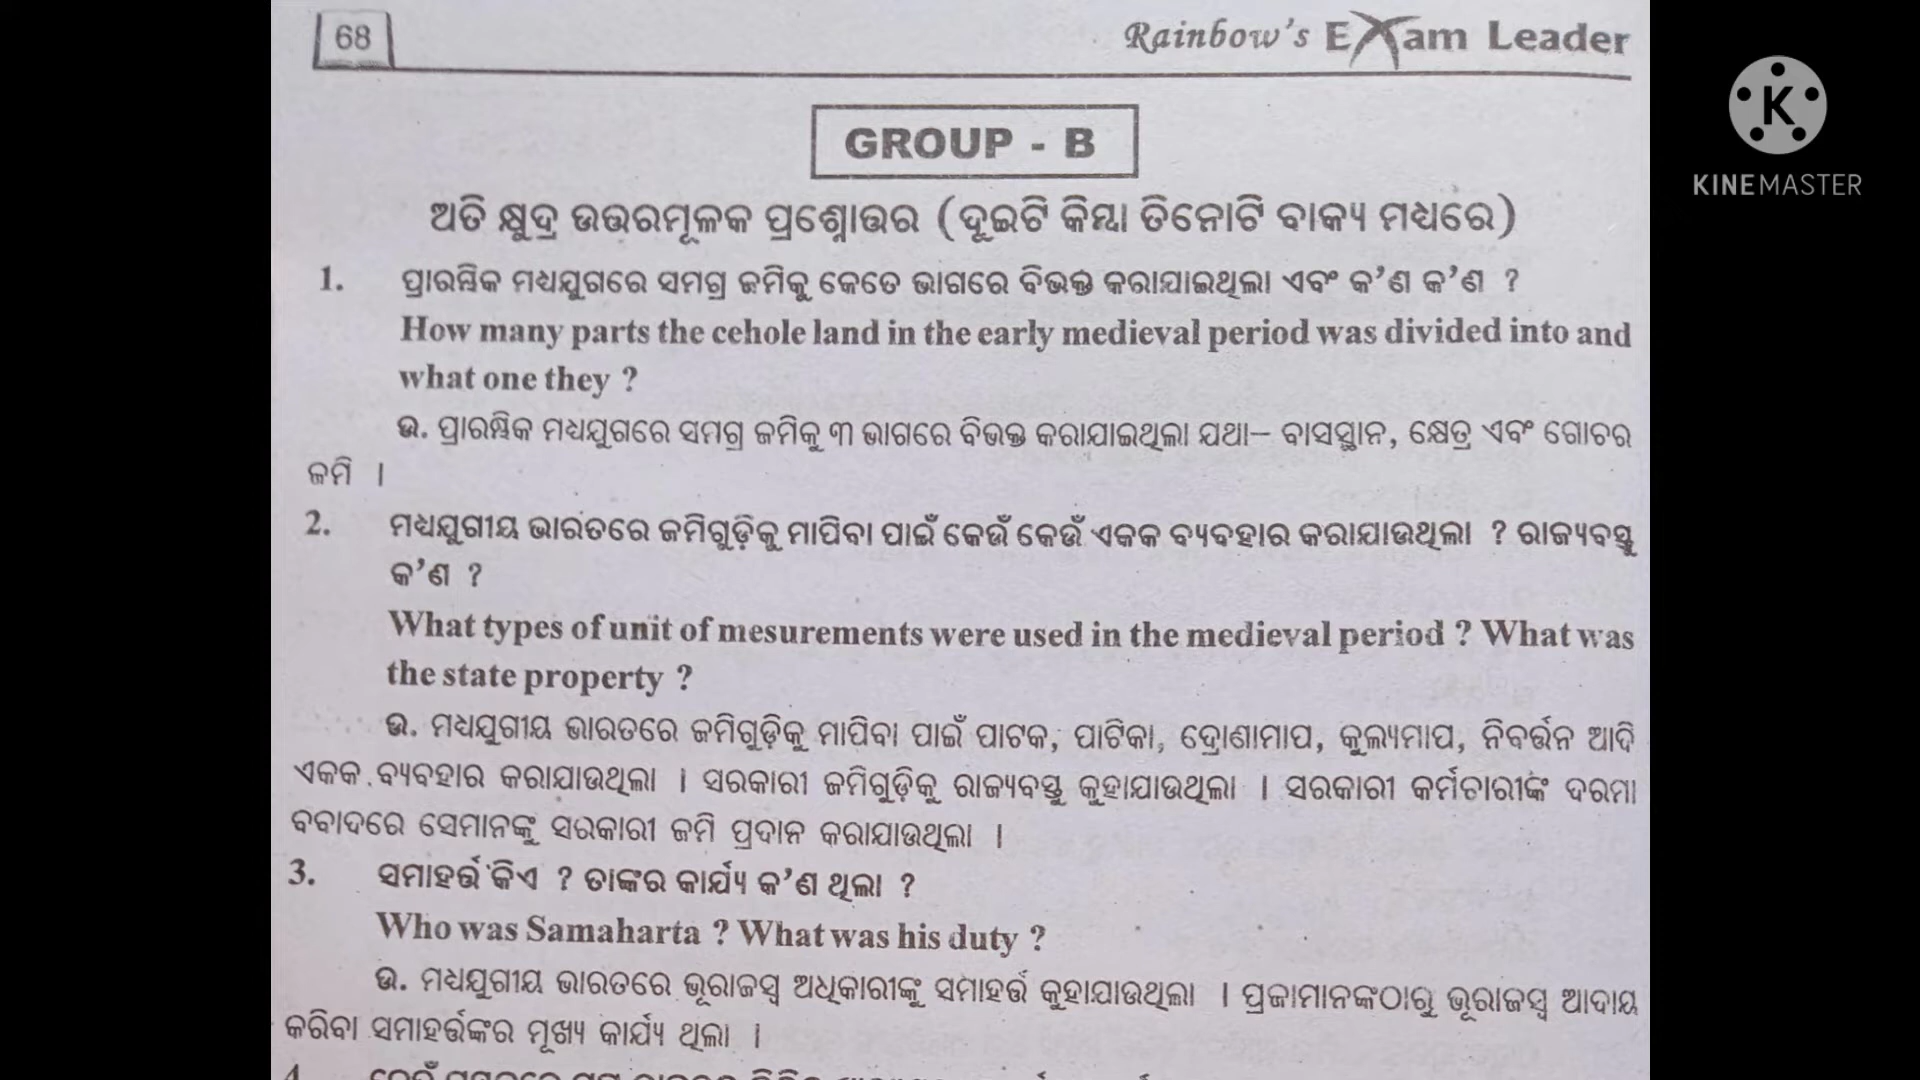 68
Rainbow's Exam Leader
K
KINEMASTER
GROUP - B
ଅତି କ୍ଷୁଦ୍ର ଉତ୍ତରମୂଳକ ପ୍ରଶ୍ନୋତ୍ତର (ଦୁଇଟି କିମ୍ବା ତିନୋଟି ବାକ୍ୟ ମଧ୍ୟରେ)
1. ପ୍ରାରମ୍ଭିକ ମଧ୍ୟଯୁଗରେ ସମଗ୍ର ଜମିକୁ କେତେ ଭାଗରେ ବିଭକ୍ତ କରାଯାଇଥିଲା ଏବଂ କ'ଣ କ'ଣ ?
How many parts the cehole land in the early medieval period was divided into and
what one they ?
ଉ. ପ୍ରାରମ୍ଭିକ ମଧ୍ୟଯୁଗରେ ସମଗ୍ର ଜମିକୁ ୩ ଭାଗରେ ବିଭକ୍ତ କରାଯାଇଥିଲା ଯଥା– ବାସସ୍ଥାନ, କ୍ଷେତ୍ର ଏବଂ ଗୋଚର
ଜମି ।
2. ମଧ୍ୟଯୁଗୀୟ ଭାରତରେ ଜମିଗୁଡ଼ିକୁ ମାପିବା ପାଇଁ କେଉଁ କେଉଁ ଏକକ ବ୍ୟବହାର କରାଯାଉଥିଲା ? ରାଜ୍ୟବସ୍ତୁ
କ'ଣ ?
What types of unit of mesurements were used in the medieval period ? What was
the state property ?
ଉ. ମଧ୍ୟଯୁଗୀୟ ଭାରତରେ ଜମିଗୁଡ଼ିକୁ ମାପିବା ପାଇଁ ପାଟକ, ପାଟିକା, ଦ୍ରୋଣାମାପ, କୁଲ୍ୟମାପ, ନିବର୍ତ୍ତନ ଆଦି
ଏକକ ବ୍ୟବହାର କରାଯାଉଥିଲା । ସରକାରୀ ଜମିଗୁଡ଼ିକୁ ରାଜ୍ୟବସ୍ତୁ କୁହାଯାଉଥିଲା । ସରକାରୀ କର୍ମଚାରୀଙ୍କ ଦରମା
ବବାଦରେ ସେମାନଙ୍କୁ ସରକାରୀ ଜମି ପ୍ରଦାନ କରାଯାଉଥିଲା ।
3. ସମାହର୍ତ୍ତା କିଏ ? ତାଙ୍କର କାର୍ଯ୍ୟ କ'ଣ ଥିଲା ?
Who was Samaharta ? What was his duty ?
ଉ. ମଧ୍ୟଯୁଗୀୟ ଭାରତରେ ଭୂରାଜସ୍ୱ ଅଧିକାରୀଙ୍କୁ ସମାହର୍ତ୍ତା କୁହାଯାଉଥିଲା । ପ୍ରଜାମାନଙ୍କଠାରୁ ଭୂରାଜସ୍ୱ ଆଦାୟ
କରିବା ସମାହର୍ତ୍ତାଙ୍କର ମୂଖ୍ୟ କାର୍ଯ୍ୟ ଥିଲା ।